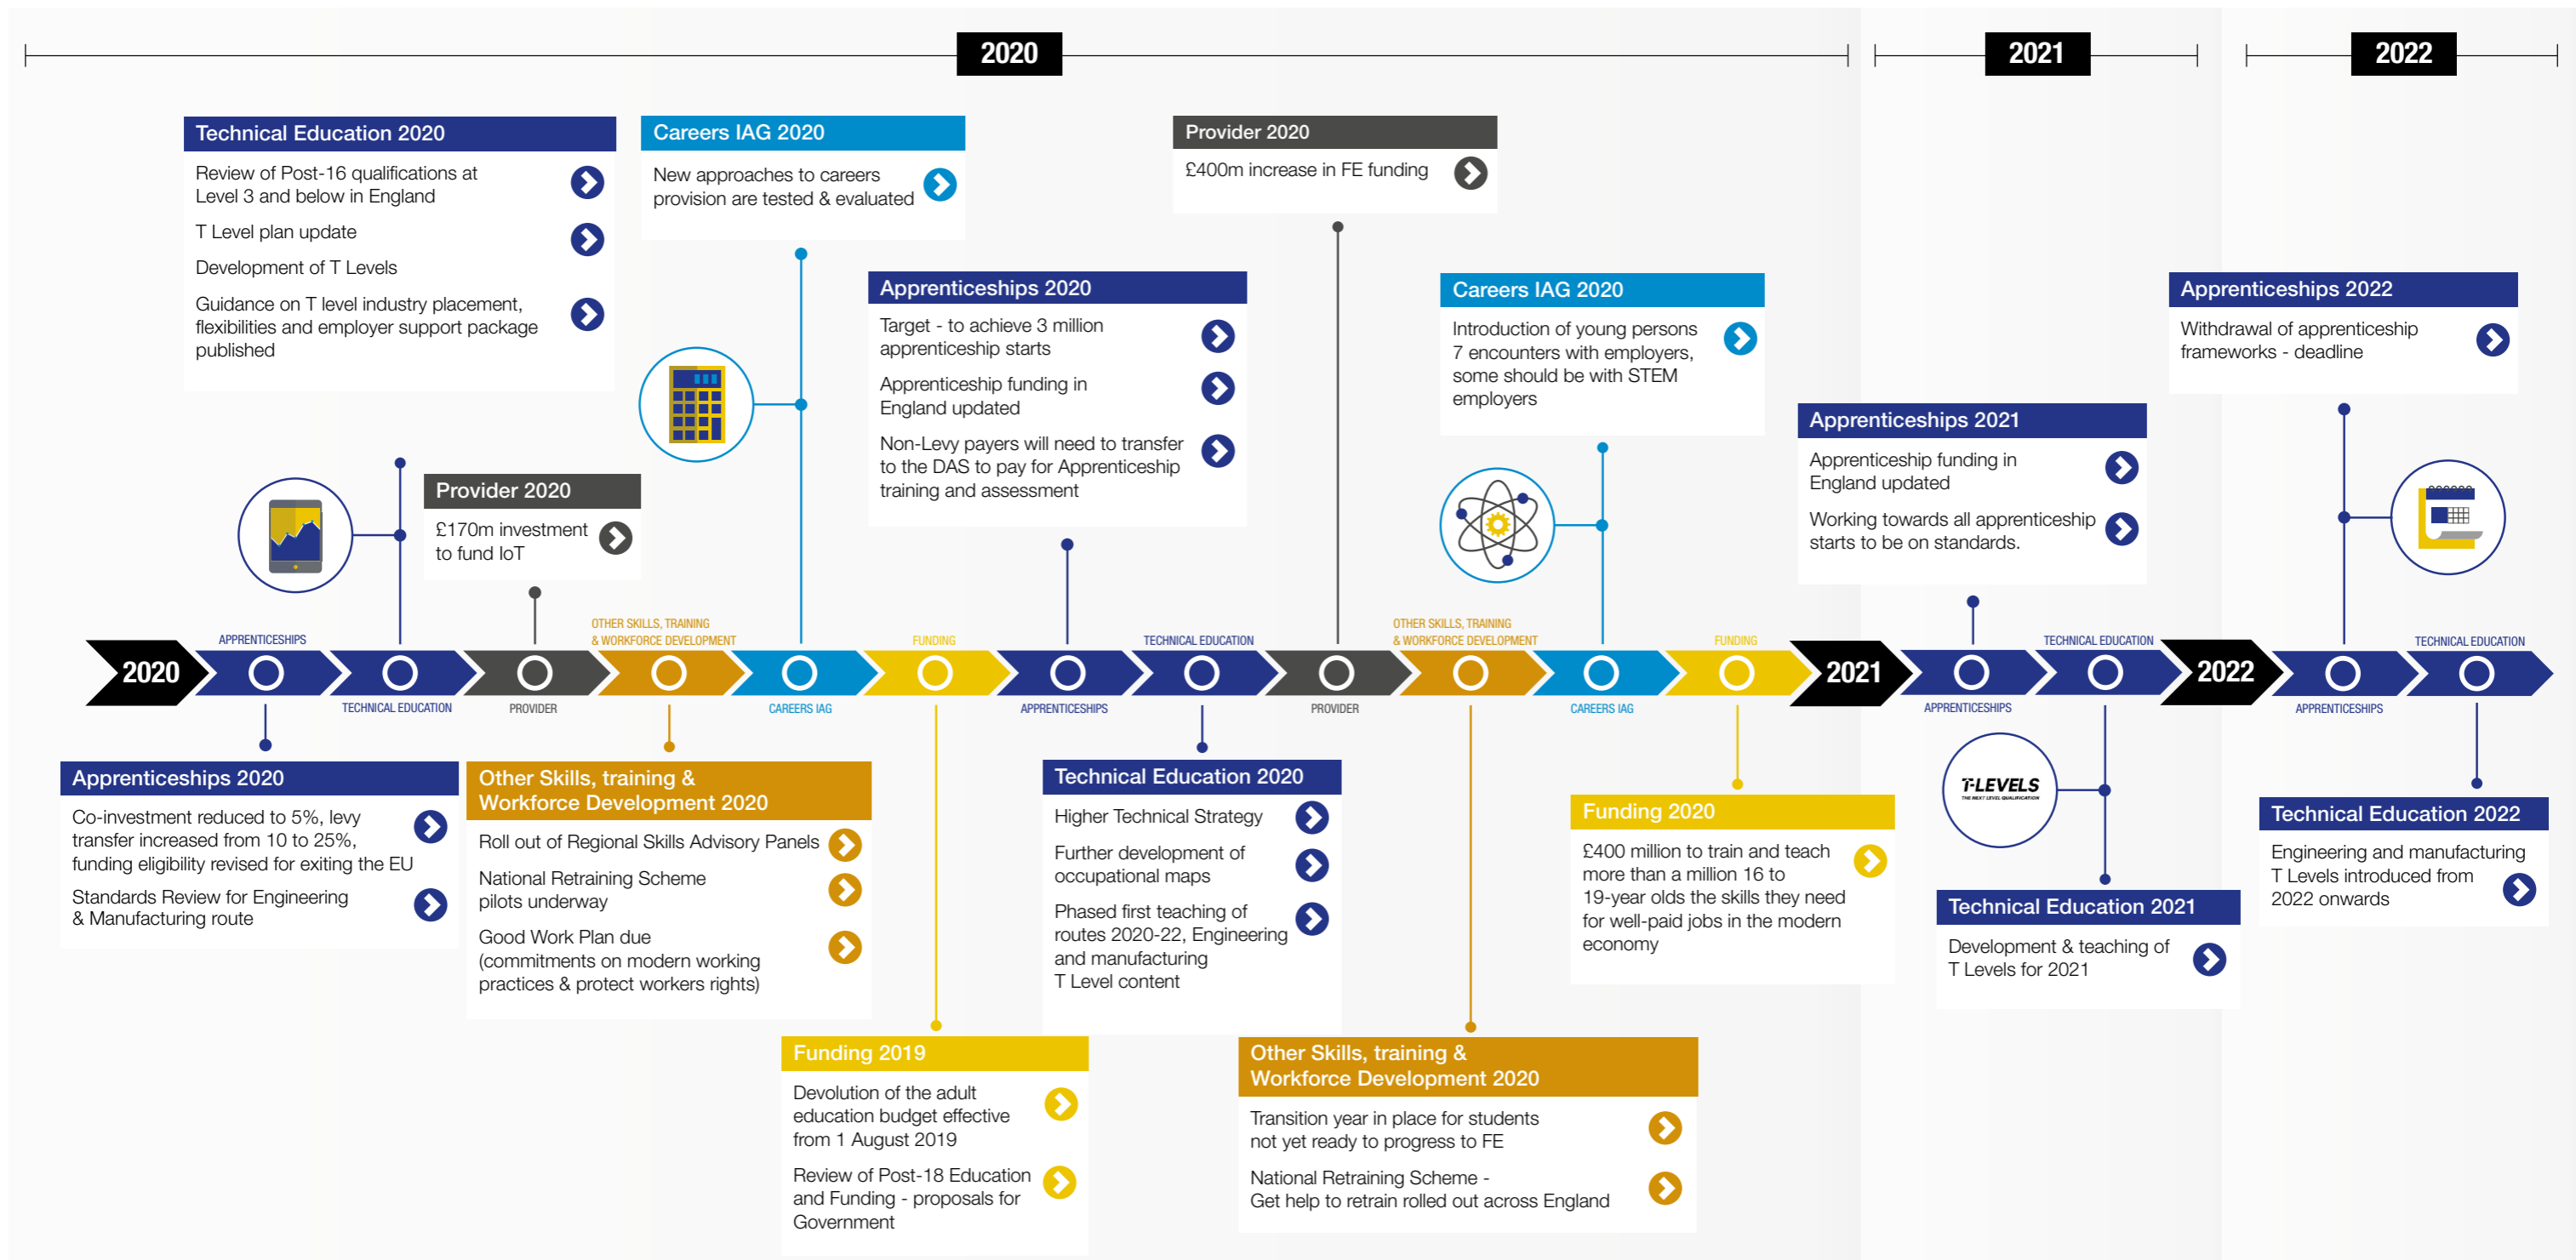 2020
2021
2022
Technical Education 2020
Review of Post-16 qualifications at
Level 3 and below in England
T Level plan update
Development of T Levels
Guidance on T level industry placement,
flexibilities and employer support package
published
Careers IAG 2020
New approaches to careers
provision are tested & evaluated
Provider 2020
£400m increase in FE funding
Apprenticeships 2020
Target - to achieve 3 million
apprenticeship starts
Apprenticeship funding in
England updated
Non-Levy payers will need to transfer
to the DAS to pay for Apprenticeship
training and assessment
Careers IAG 2020
Introduction of young persons
7 encounters with employers,
some should be with STEM
employers
Apprenticeships 2022
Withdrawal of apprenticeship
frameworks - deadline
Apprenticeships 2021
Apprenticeship funding in
England updated
Working towards all apprenticeship
starts to be on standards.
Provider 2020
£170m investment
to fund IoT
2020
APPRENTICESHIPS
TECHNICAL EDUCATION
PROVIDER
OTHER SKILLS, TRAINING
& WORKFORCE DEVELOPMENT
CAREERS IAG
FUNDING
APPRENTICESHIPS
TECHNICAL EDUCATION
PROVIDER
OTHER SKILLS, TRAINING
& WORKFORCE DEVELOPMENT
CAREERS IAG
FUNDING
2021
APPRENTICESHIPS
TECHNICAL EDUCATION
2022
APPRENTICESHIPS
TECHNICAL EDUCATION
Apprenticeships 2020
Co-investment reduced to 5%, levy
transfer increased from 10 to 25%,
funding eligibility revised for exiting the EU
Standards Review for Engineering
& Manufacturing route
Other Skills, training &
Workforce Development 2020
Roll out of Regional Skills Advisory Panels
National Retraining Scheme
pilots underway
Good Work Plan due
(commitments on modern working
practices & protect workers rights)
Technical Education 2020
Higher Technical Strategy
Further development of
occupational maps
Phased first teaching of
routes 2020-22, Engineering
and manufacturing
T Level content
Funding 2020
£400 million to train and teach
more than a million 16 to
19-year olds the skills they need
for well-paid jobs in the modern
economy
T-LEVELS
THE NEXT LEVEL QUALIFICATION
Technical Education 2021
Development & teaching of
T Levels for 2021
Technical Education 2022
Engineering and manufacturing
T Levels introduced from
2022 onwards
Funding 2019
Devolution of the adult
education budget effective
from 1 August 2019
Review of Post-18 Education
and Funding - proposals for
Government
Other Skills, training &
Workforce Development 2020
Transition year in place for students
not yet ready to progress to FE
National Retraining Scheme -
Get help to retrain rolled out across England